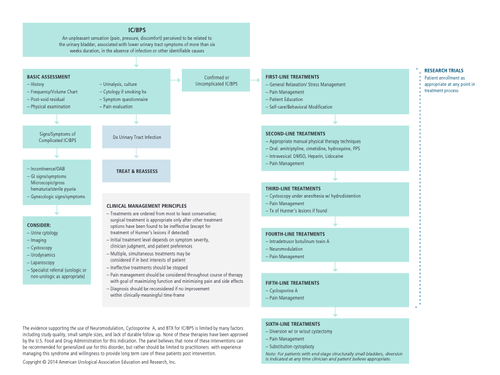 IC/BPS
An unpleasant sensation (pain, pressure, discomfort) perceived to be related to
the urinary bladder, associated with lower urinary tract symptoms of more than six
weeks duration, in the absence of infection or other identifiable causes
BASIC ASSESSMENT
– History
– Frequency/Volume Chart
– Post-void residual
– Physical examination
– Urinalysis, culture
– Cytology if smoking hx
– Symptom questionnaire
– Pain evaluation
Confirmed or
Uncomplicated IC/BPS
Signs/Symptoms of
Complicated IC/BPS
Dx Urinary Tract Infection
– Incontinence/OAB
– GI signs/symptoms
Microscopic/gross
hematuria/sterile pyuria
– Gynecologic signs/symptoms
TREAT & REASSESS
CONSIDER:
– Urine cytology
– Imaging
– Cystoscopy
– Urodynamics
– Laparoscopy
– Specialist referral (urologic or
non-urologic as appropriate)
CLINICAL MANAGEMENT PRINCIPLES
– Treatments are ordered from most to least conservative;
surgical treatment is appropriate only after other treatment
options have been found to be ineffective (except for
treatment of Hunner's lesions if detected)
– Initial treatment level depends on symptom severity,
clinician judgment, and patient preferences
– Multiple, simultaneous treatments may be
considered if in best interests of patient
– Ineffective treatments should be stopped
– Pain management should be considered throughout course of therapy
with goal of maximizing function and minimizing pain and side effects
– Diagnosis should be reconsidered if no improvement
within clinically-meaningful time-frame
FIRST-LINE TREATMENTS
– General Relaxation/ Stress Management
– Pain Management
– Patient Education
– Self-care/Behavioral Modification
SECOND-LINE TREATMENTS
– Appropriate manual physical therapy techniques
– Oral: amitriptyline, cimetidine, hydroxyzine, PPS
– Intravesical: DMSO, Heparin, Lidocaine
– Pain Management
THIRD-LINE TREATMENTS
– Cystoscopy under anesthesia w/ hydrodistention
– Pain Management
– Tx of Hunner's lesions if found
FOURTH-LINE TREATMENTS
– Intradetrusor botulinum toxin A
– Neuromodulation
– Pain Management
FIFTH-LINE TREATMENTS
– Cyclosporine A
– Pain Management
SIXTH-LINE TREATMENTS
– Diversion w/ or w/out cystectomy
– Pain Management
– Substitution cystoplasty
Note: For patients with end-stage structurally small bladders, diversion
is indicated at any time clinician and patient believe appropriate.
RESEARCH TRIALS
Patient enrollment as
appropriate at any point in
treatment process
The evidence supporting the use of Neuromodulation, Cyclosporine A, and BTX for IC/BPS is limited by many factors
including study quality, small sample sizes, and lack of durable follow up. None of these therapies have been approved
by the U.S. Food and Drug Administration for this indication. The panel believes that none of these interventions can
be recommended for generalized use for this disorder, but rather should be limited to practitioners with experience
managing this syndrome and willingness to provide long term care of these patients post intervention.
Copyright © 2014 American Urological Association Education and Research, Inc.